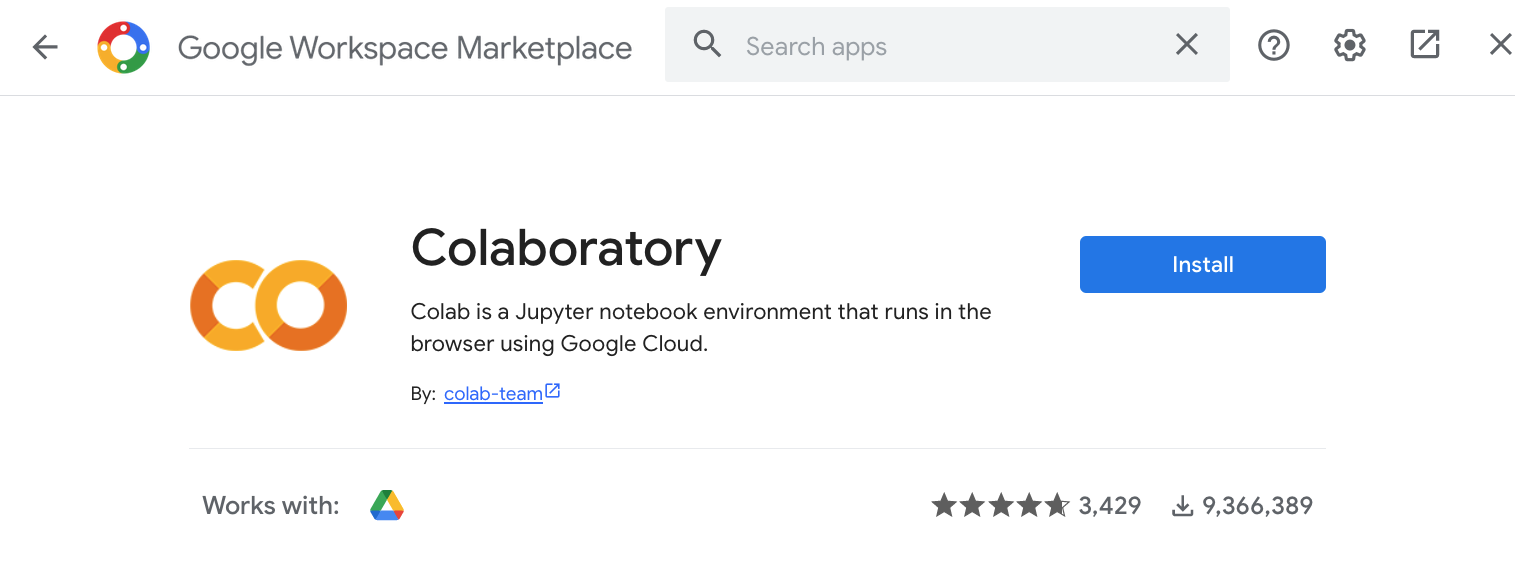 Google Workspace Marketplace
Search apps
Colaboratory
Install
Colab is a Jupyter notebook environment that runs in the
browser using Google Cloud.
By: colab-team
Works with:
3,429
9,366,389